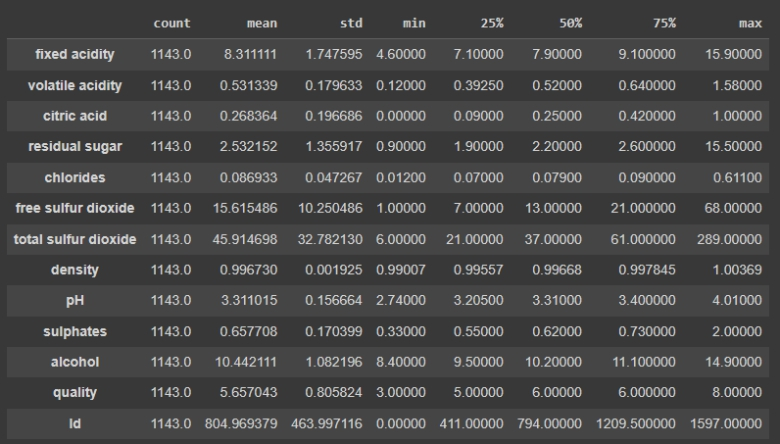 count mean std min 25% 50% 75% max
fixed acidity 1143.0 8.311111 1.747595 4.60000 7.10000 7.90000 9.100000 15.90000
volatile acidity 1143.0 0.531339 0.179633 0.12000 0.39250 0.52000 0.640000 1.58000
citric acid 1143.0 0.268364 0.196686 0.00000 0.09000 0.25000 0.420000 1.00000
residual sugar 1143.0 2.532152 1.355917 0.90000 1.90000 2.20000 2.600000 15.50000
chlorides 1143.0 0.086933 0.047267 0.01200 0.07000 0.07900 0.090000 0.61100
free sulfur dioxide 1143.0 15.615486 10.250486 1.00000 7.00000 13.00000 21.000000 68.00000
total sulfur dioxide 1143.0 45.914698 32.782130 6.00000 21.00000 37.00000 61.000000 289.00000
density 1143.0 0.996730 0.001925 0.99007 0.99557 0.99668 0.997845 1.00369
pH 1143.0 3.311015 0.156664 2.74000 3.20500 3.31000 3.400000 4.01000
sulphates 1143.0 0.657708 0.170399 0.33000 0.55000 0.62000 0.730000 2.00000
alcohol 1143.0 10.442111 1.082196 8.40000 9.50000 10.20000 11.100000 14.90000
quality 1143.0 5.657043 0.805824 3.00000 5.00000 6.00000 6.000000 8.00000
Id 1143.0 804.969379 463.997116 0.00000 411.00000 794.00000 1209.500000 1597.00000